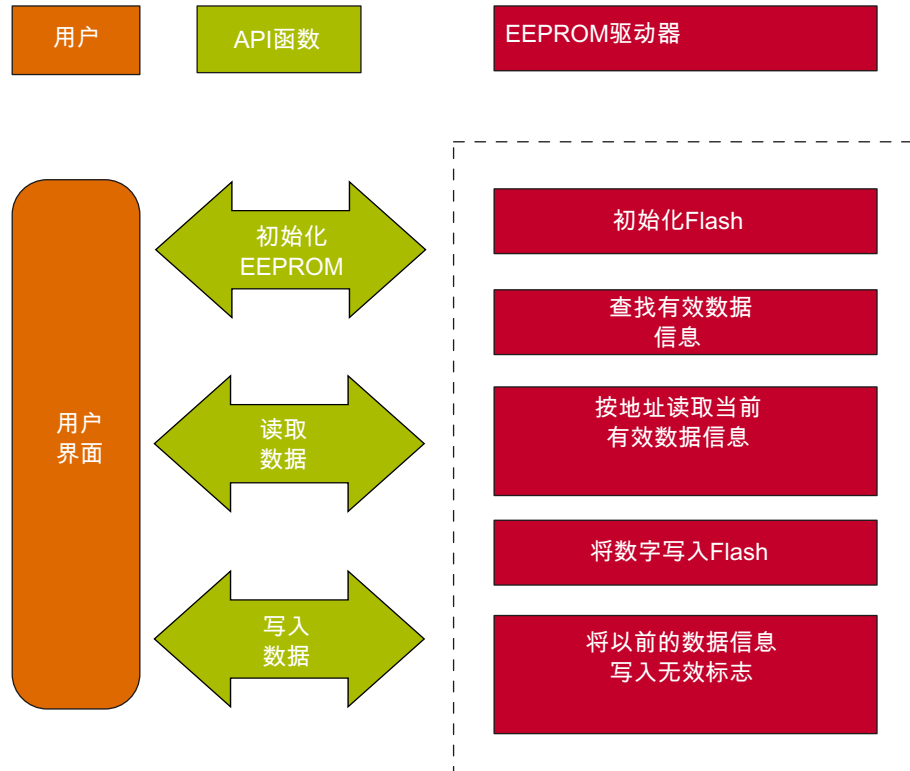 用户
API函数
EEPROM驱动器
初始化
EEPROM
初始化Flash
查找有效数据
信息
用户
界面
读取
数据
按地址读取当前
有效数据信息
将数字写入Flash
写入
数据
将以前的数据信息
写入无效标志